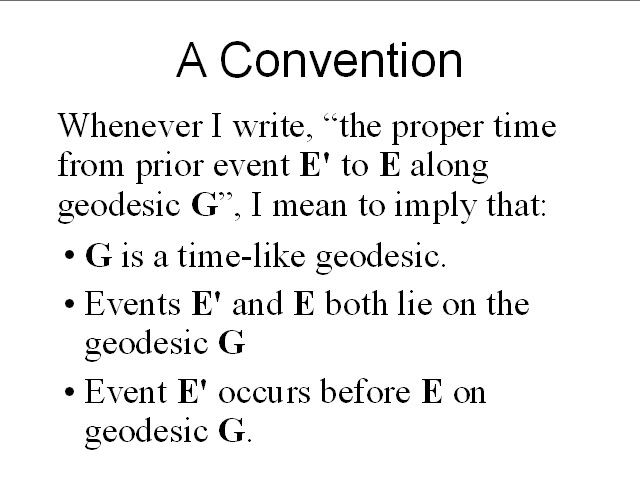 A Convention
Whenever I write, “the proper time
from prior event E' to E along
geodesic G”, I mean to imply that:
• G is a time-like geodesic.
• Events E' and E both lie on the
geodesic G
• Event E' occurs before E on
geodesic G.